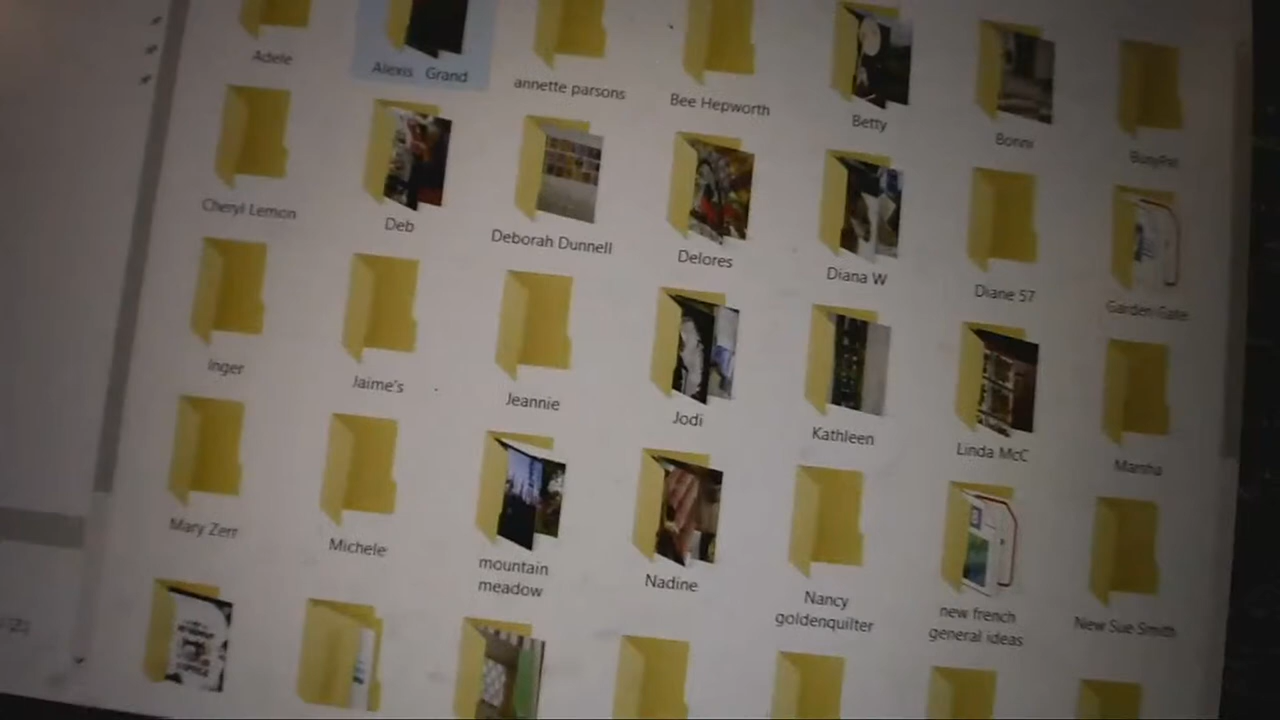 Adele
Alexis Grand
annette parsons
Bee Hepworth
Betty
Bonni
BusyPat
Cheryl Lemon
Deb
Deborah Dunnell
Delores
Diana W
Diane 57
Garden Gate
Inger
Jaime's
Jeannie
Jodi
Kathleen
Linda McC
Marsha
Mary Zerr
Michele
mountain
meadow
Nadine
Nancy
goldenquilter
new french
general ideas
New Sue Smith